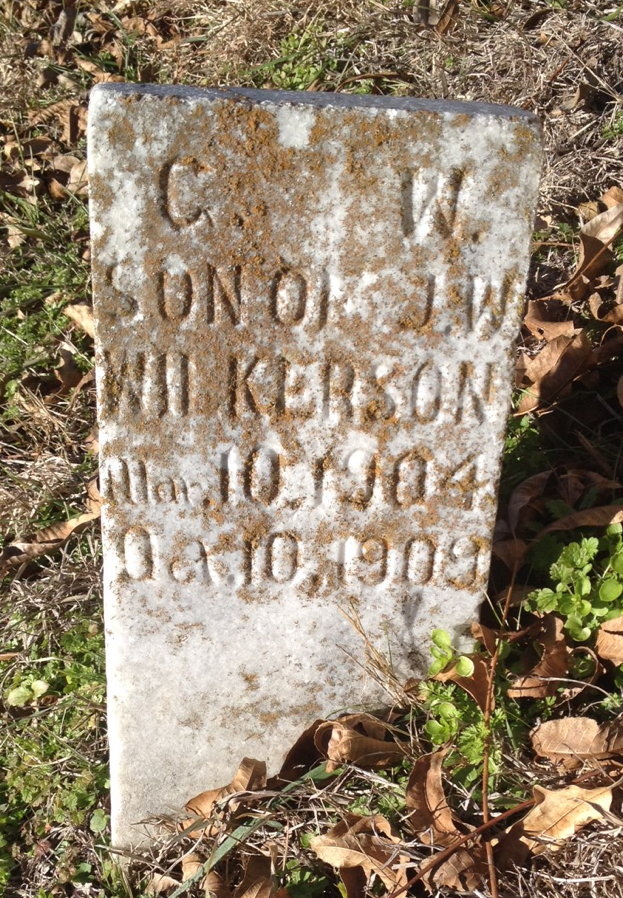 C. W.
SON OF J.W
WILKERSON
Mar. 10, 1904
Oct. 10, 1909